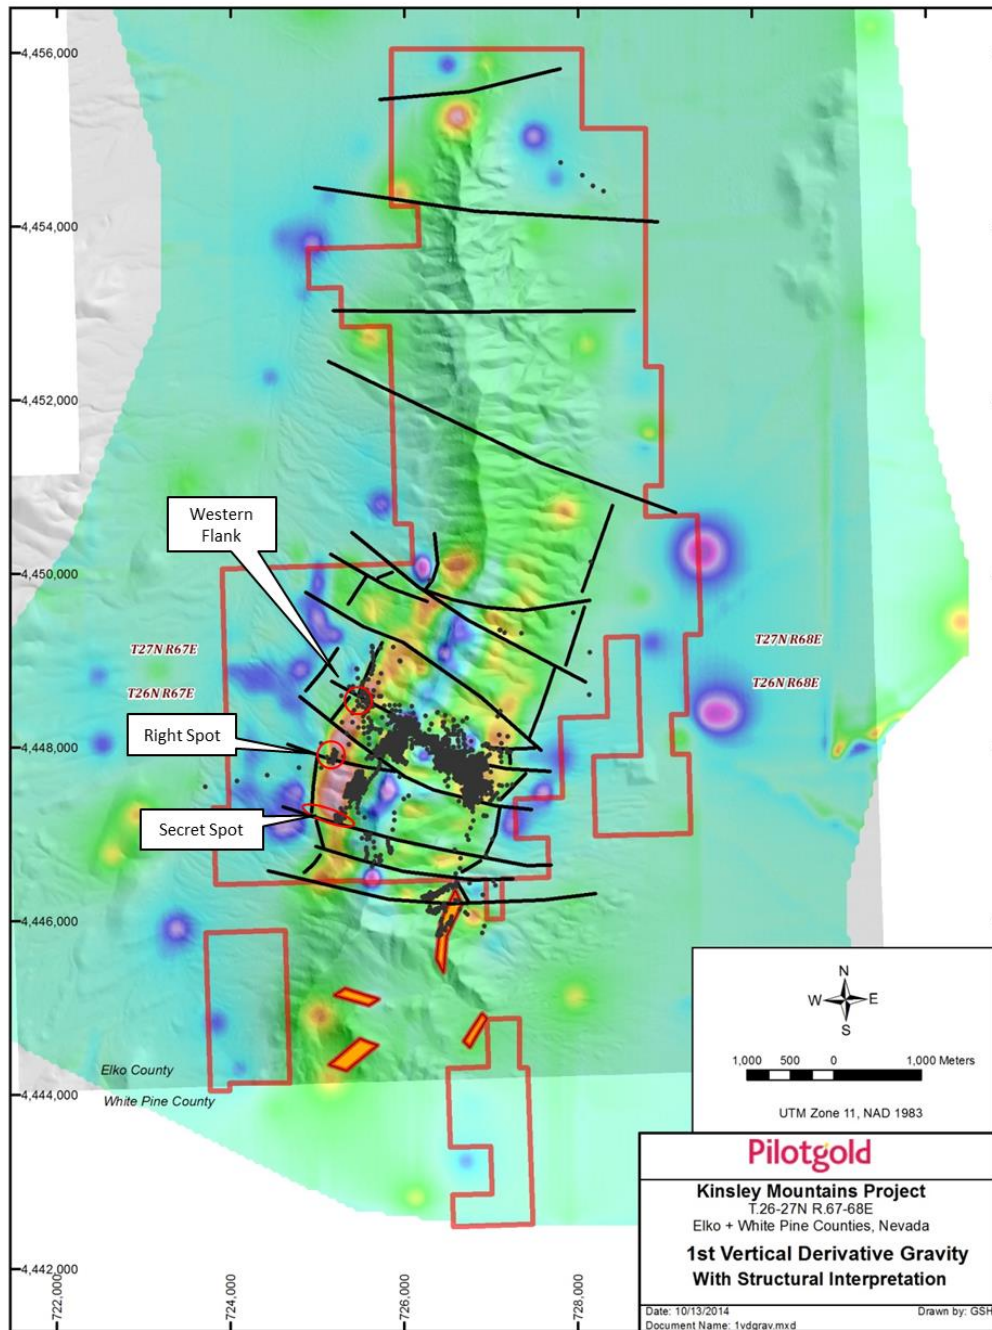 4,456,000
4,454,000
4,452,000
Western
Flank
4,450,000
T27N R67E
T27N R68E
T26N R67E
T26N R68E
Right Spot
4,448,000
Secret Spot
4,446,000
N
W E
S
Elko County
1,000 500 0 1,000 Meters
4,444,000
White Pine County
UTM Zone 11, NAD 1983
Pilotgold
Kinsley Mountains Project
T.26-27N R.67-68E
Elko + White Pine Counties, Nevada
1st Vertical Derivative Gravity
With Structural Interpretation
4,442,000
722,000
724,000
726,000
728,000
Date: 10/13/2014 Drawn by: GSH
Document Name: 1vdgrav.mxd